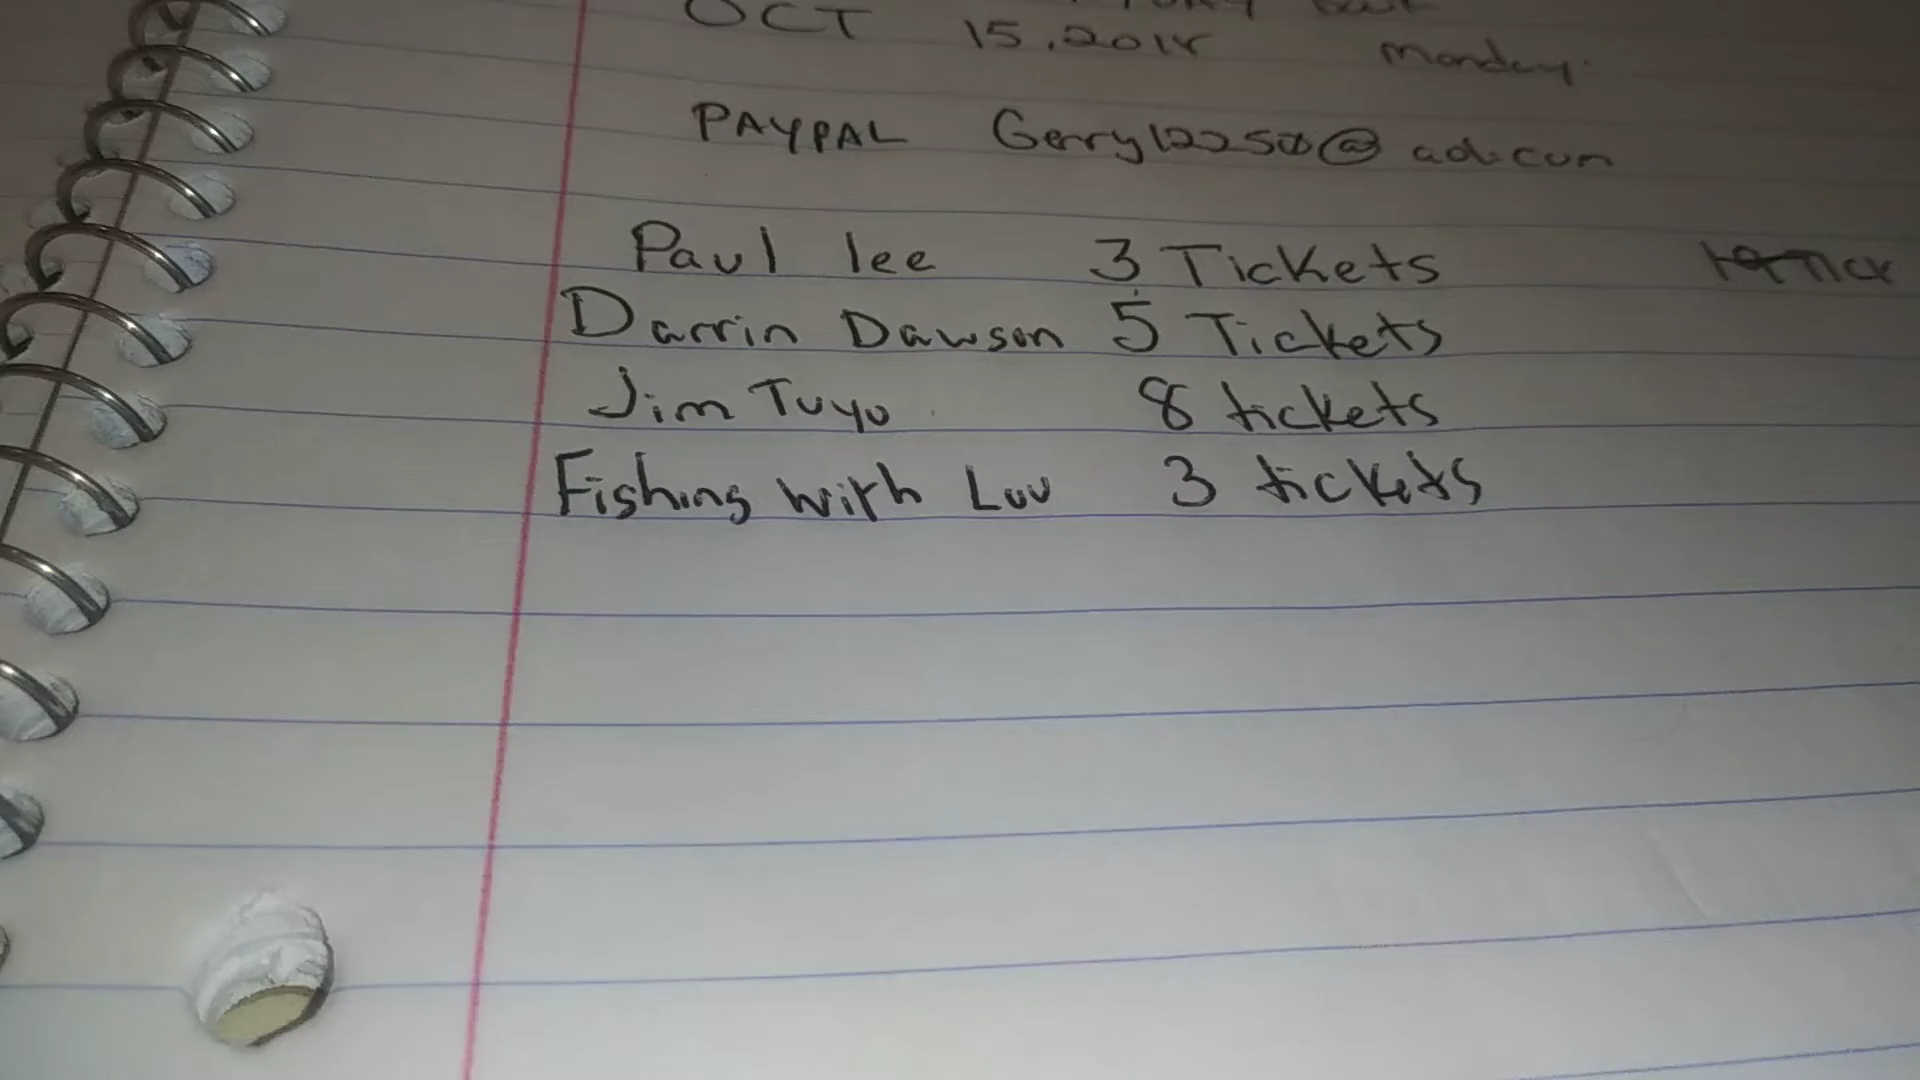 OCT 15, 2018 Monday
PAYPAL Gerry12250@aol.com
Paul lee 3 Tickets
Darrin Dawson 5 Tickets
Jim Tuyo 8 tickets
Fishing with Luv 3 tickets